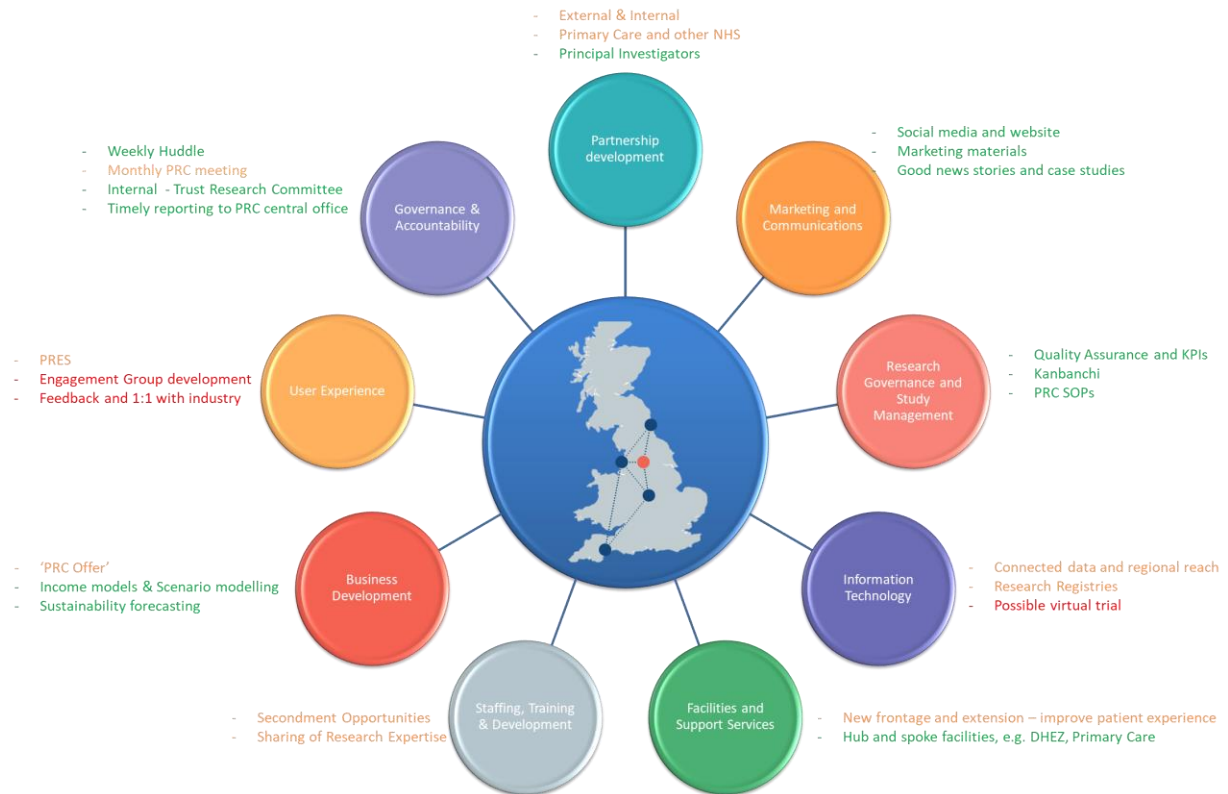 - External & Internal
- Primary Care and other NHS
- Principal Investigators
Partnership
development
- Social media and website
- Marketing materials
- Good news stories and case studies
Marketing and
Communications
- Weekly Huddle
- Monthly PRC meeting
- Internal - Trust Research Committee
- Timely reporting to PRC central office
Governance &
Accountability
- PRES
- Engagement Group development
- Feedback and 1:1 with industry
User Experience
Research
Governance and
Study
Management
- Quality Assurance and KPIs
- Kanbanchi
- PRC SOPs
- 'PRC Offer'
- Income models & Scenario modelling
- Sustainability forecasting
Business
Development
Information
Technology
- Connected data and regional reach
- Research Registries
- Possible virtual trial
- Secondment Opportunities
- Sharing of Research Expertise
Staffing, Training
& Development
Facilities and
Support Services
- New frontage and extension – improve patient experience
- Hub and spoke facilities, e.g. DHEZ, Primary Care